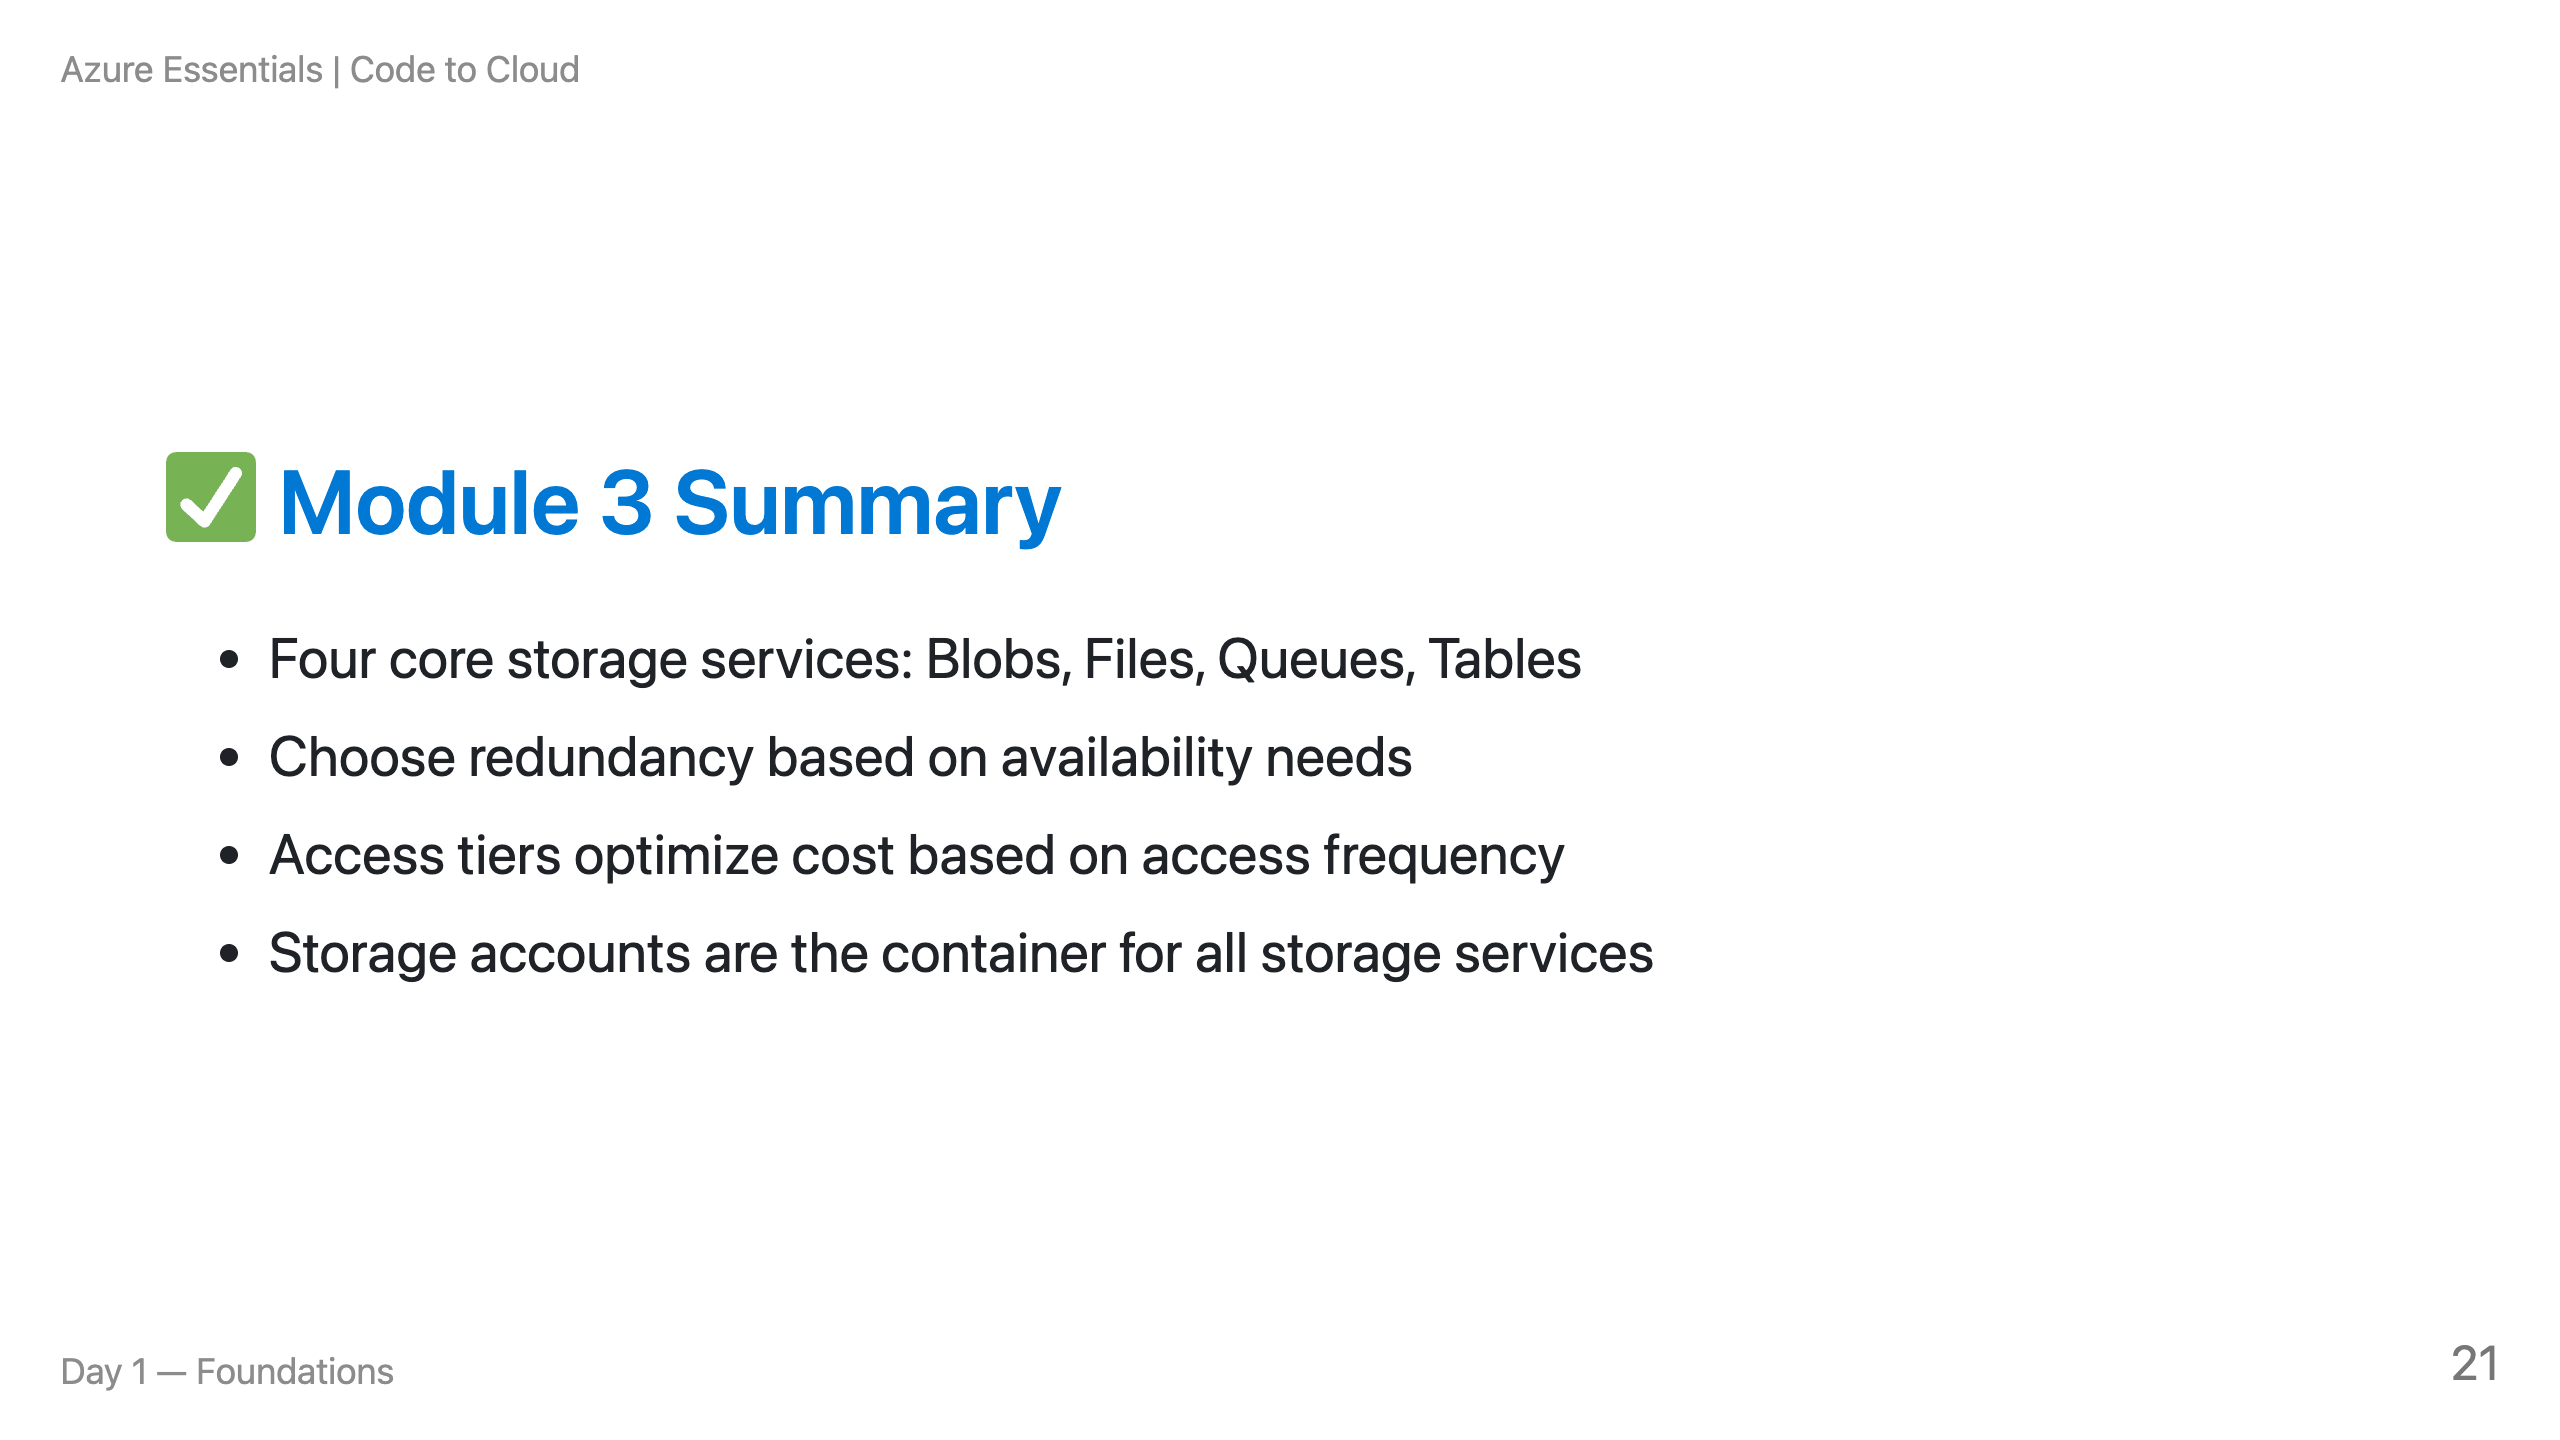 Azure Essentials | Code to Cloud
✅ Module 3 Summary
• Four core storage services: Blobs, Files, Queues, Tables
• Choose redundancy based on availability needs
• Access tiers optimize cost based on access frequency
• Storage accounts are the container for all storage services
Day 1 — Foundations
21